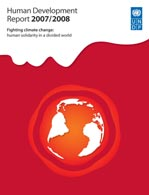 Human Development
Report 2007/2008
Fighting climate change:
human solidarity in a divided world
U N
D P